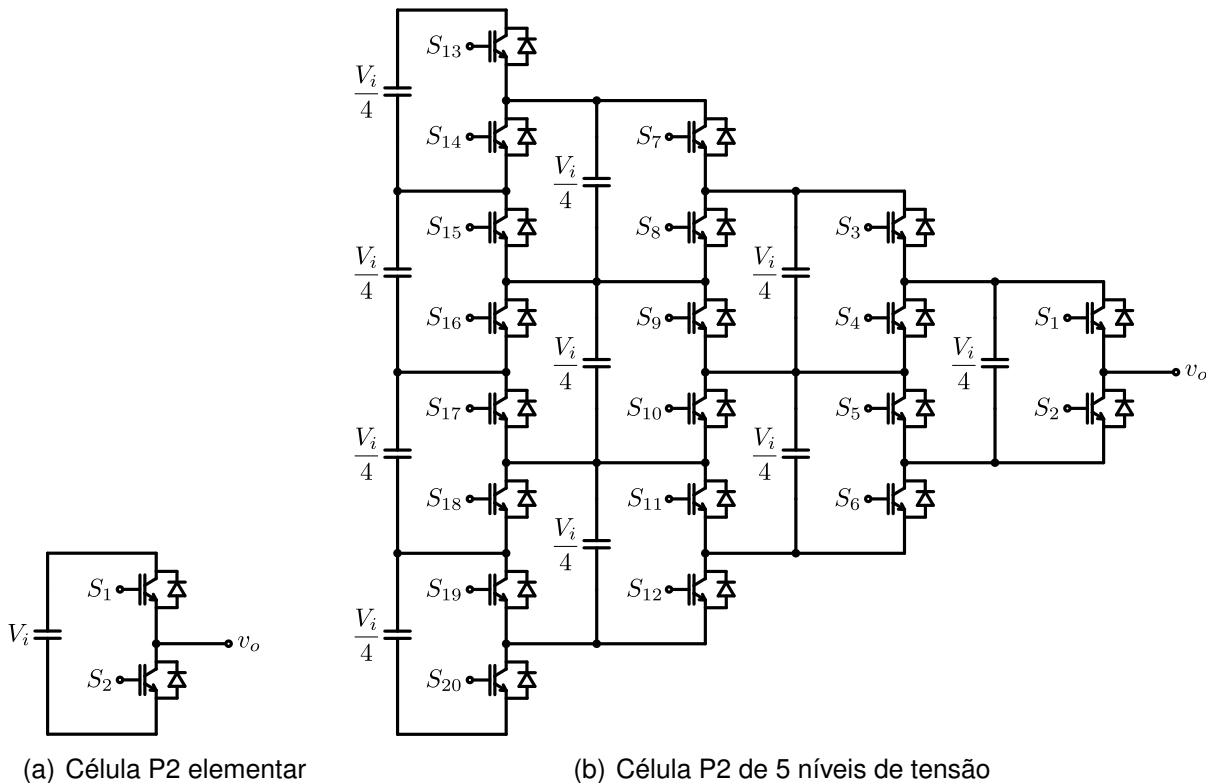 S13
Vi/4
S14
S7
Vi/4
S15
S8
S3
Vi/4
Vi/4
S16
S9
S4
S1
Vi/4
Vi/4
vo
S17
S10
S5
S2
Vi/4
Vi/4
S18
S11
S6
Vi/4
S1
S19
S12
Vi
vo
Vi/4
S2
S20
(a) Célula P2 elementar
(b) Célula P2 de 5 níveis de tensão